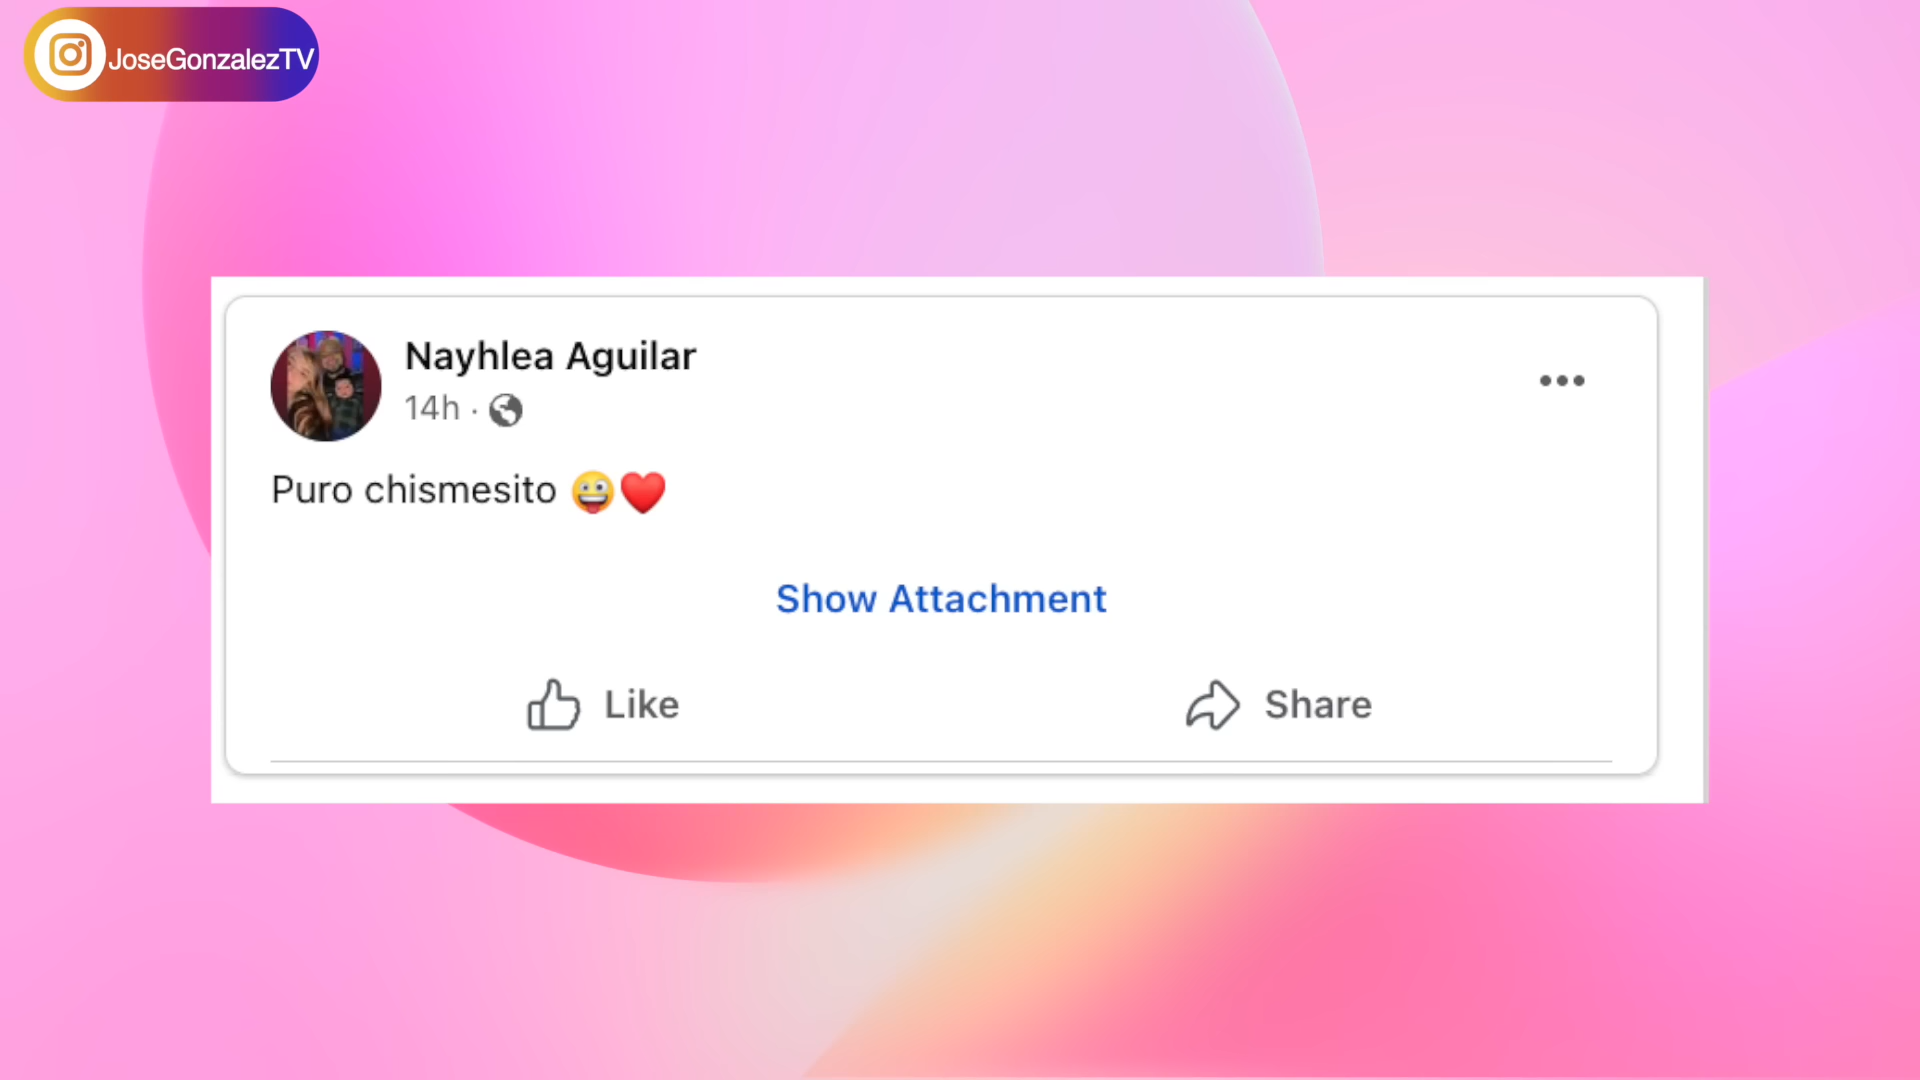 JoseGonzalezTV
Nayhlea Aguilar
14h ·
Puro chismesito 😜❤️
Show Attachment
Like
Share